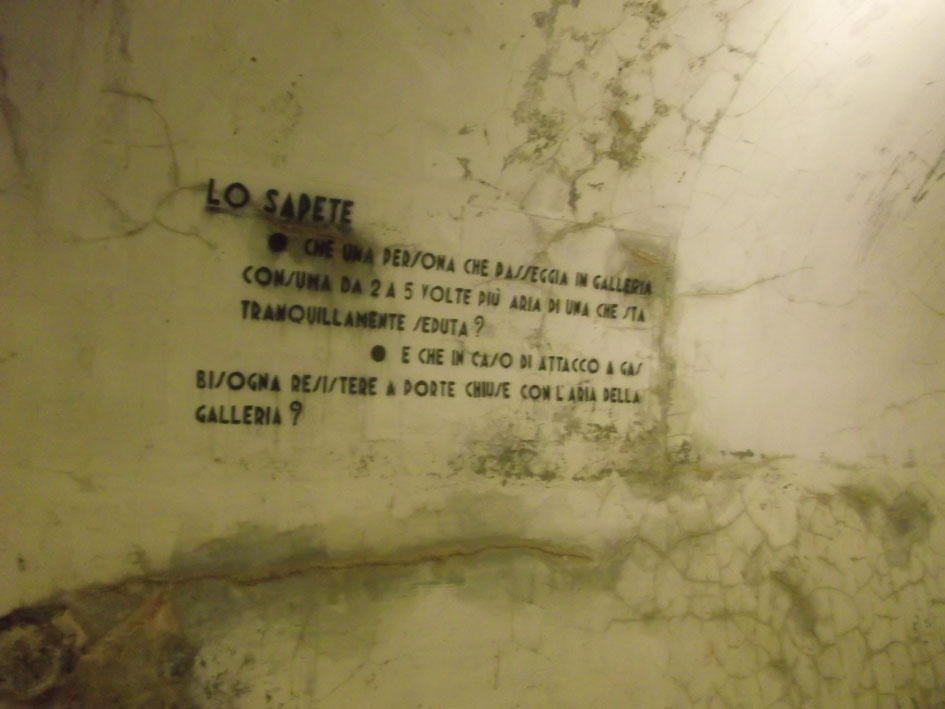 LO SAPETE
● CHE UNA PERSONA CHE PASSEGGIA IN GALLERIA
CONSUMA DA 2 A 5 VOLTE PIÙ ARIA DI UNA CHE STA
TRANQUILLAMENTE SEDUTA?
● E CHE IN CASO DI ATTACCO A GAS
BISOGNA RESISTERE A PORTE CHIUSE CON L'ARIA DELLA
GALLERIA?